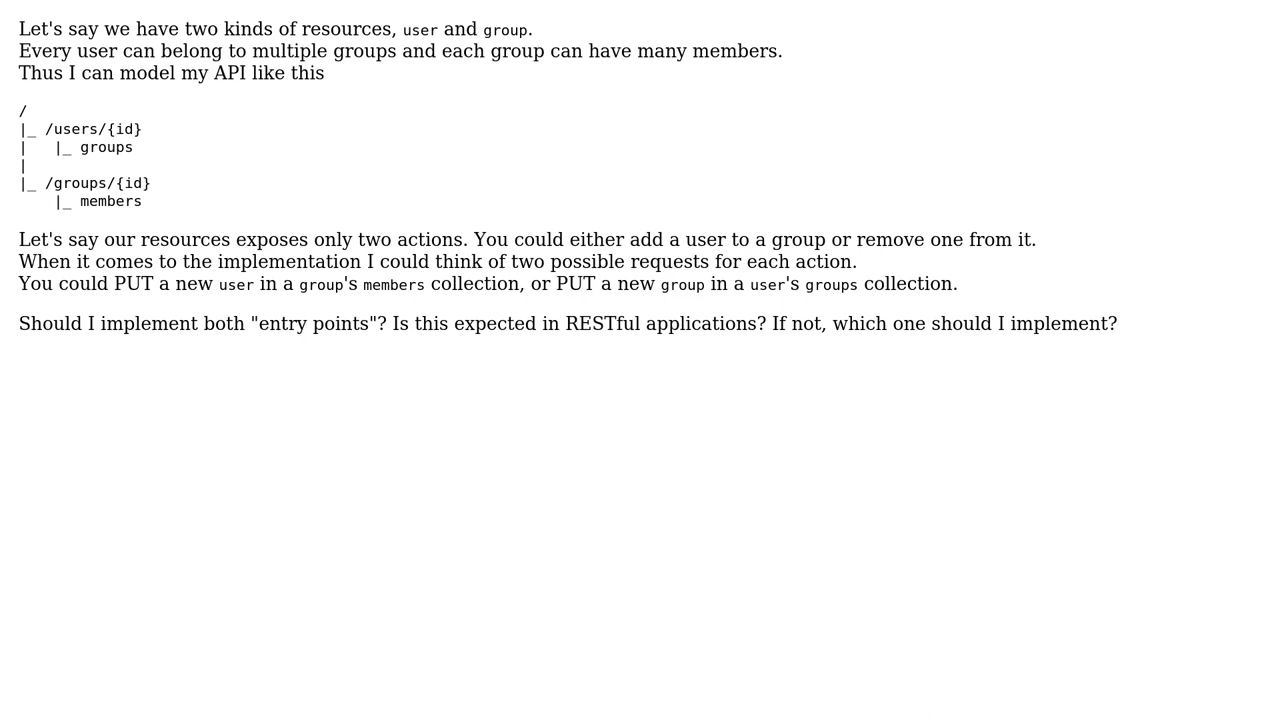 Let's say we have two kinds of resources, user and group.
Every user can belong to multiple groups and each group can have many members.
Thus I can model my API like this
/
|_ /users/{id}
|   |_ groups
|
|_ /groups/{id}
    |_ members
Let's say our resources exposes only two actions. You could either add a user to a group or remove one from it.
When it comes to the implementation I could think of two possible requests for each action.
You could PUT a new user in a group's members collection, or PUT a new group in a user's groups collection.
Should I implement both "entry points"? Is this expected in RESTful applications? If not, which one should I implement?